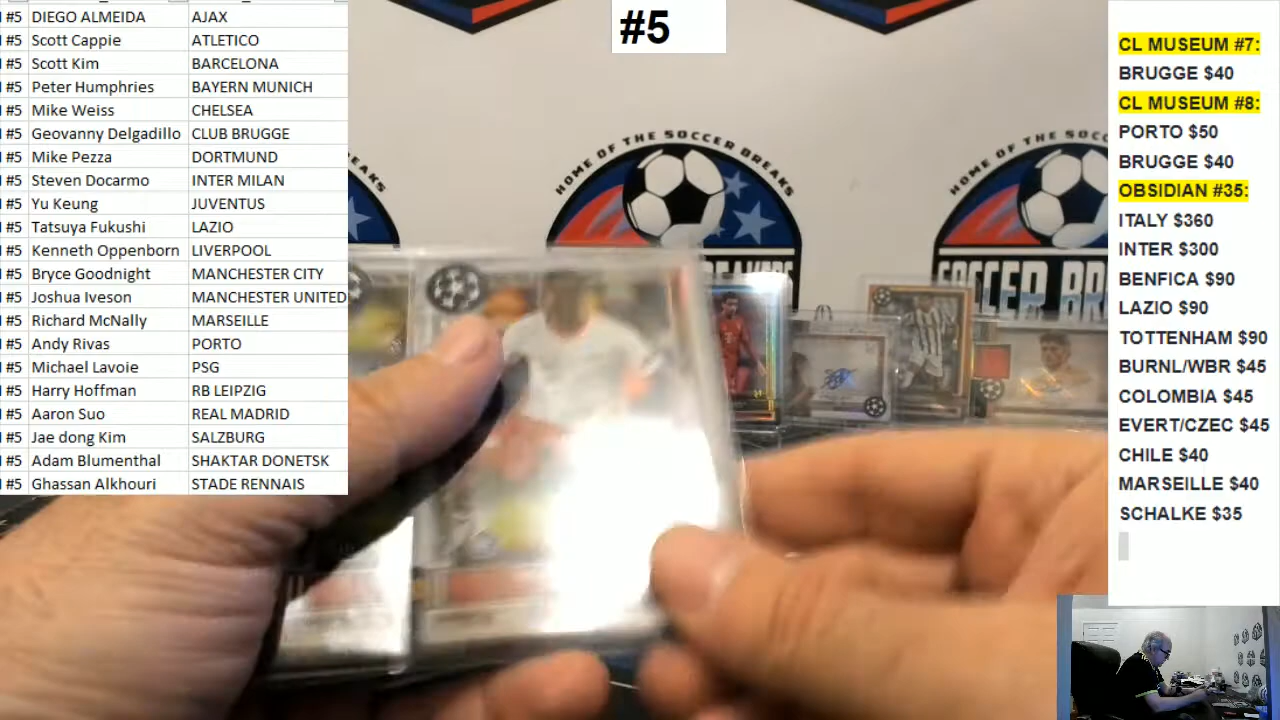 #5 DIEGO ALMEIDA AJAX
#5 Scott Cappie ATLETICO
#5 Scott Kim BARCELONA
#5 Peter Humphries BAYERN MUNICH
#5 Mike Weiss CHELSEA
#5 Geovanny Delgadillo CLUB BRUGGE
#5 Mike Pezza DORTMUND
#5 Steven Docarmo INTER MILAN
#5 Yu Keung JUVENTUS
#5 Tatsuya Fukushi LAZIO
#5 Kenneth Oppenborn LIVERPOOL
#5 Bryce Goodnight MANCHESTER CITY
#5 Joshua Iveson MANCHESTER UNITED
#5 Richard McNally MARSEILLE
#5 Andy Rivas PORTO
#5 Michael Lavoie PSG
#5 Harry Hoffman RB LEIPZIG
#5 Aaron Suo REAL MADRID
#5 Jae dong Kim SALZBURG
#5 Adam Blumenthal SHAKTAR DONETSK
#5 Ghassan Alkhouri STADE RENNAIS
#5
EAKS
HOME OF THE SOCCER BREAKS
HOME OF THE SOC
SOCCER BR
CL MUSEUM #7:
BRUGGE $40
CL MUSEUM #8:
PORTO $50
BRUGGE $40
OBSIDIAN #35:
ITALY $360
INTER $300
BENFICA $90
LAZIO $90
TOTTENHAM $90
BURNL/WBR $45
COLOMBIA $45
EVERT/CZEC $45
CHILE $40
MARSEILLE $40
SCHALKE $35